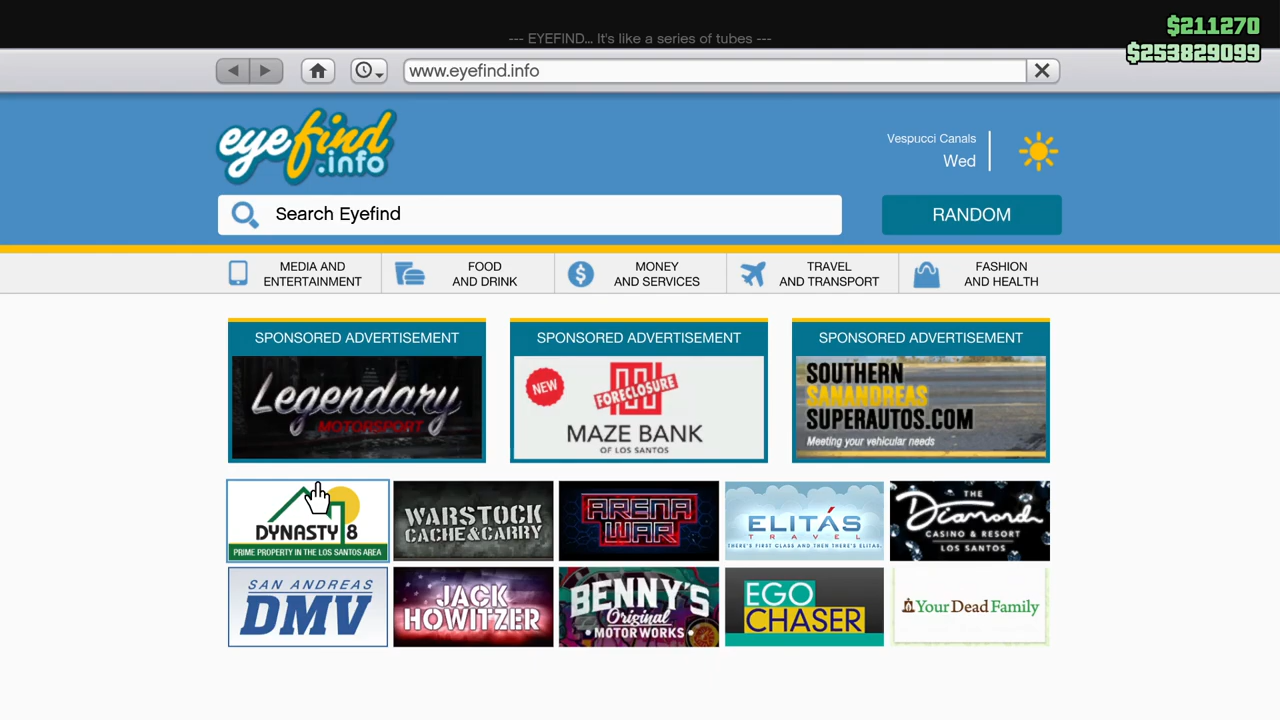 $211270
--- EYEFIND... It's like a series of tubes ---
$253829099
www.eyefind.info
eyefind
.info
Vespucci Canals
Wed
Search Eyefind
RANDOM
MEDIA AND
ENTERTAINMENT
FOOD
AND DRINK
MONEY
AND SERVICES
TRAVEL
AND TRANSPORT
FASHION
AND HEALTH
SPONSORED ADVERTISEMENT
Legendary
MOTORSPORT
SPONSORED ADVERTISEMENT
NEW
FORECLOSURE
MAZE BANK
OF LOS SANTOS
SPONSORED ADVERTISEMENT
SOUTHERN
SANANDREAS
SUPERAUTOS.COM
Meeting your vehicular needs
DYNASTY 8
PRIME PROPERTY IN THE LOS SANTOS AREA
WARSTOCK
CACHE&CARRY
ARENA
WAR
ELITÁS
TRAVEL
THERE'S FIRST CLASS AND THEN THERE'S ELITAS.
THE
Diamond
CASINO & RESORT
LOS SANTOS
SAN ANDREAS
DMV
JACK
HOWITZER
BENNY'S
Original
MOTOR WORKS
EGO
CHASER
YourDeadFamily